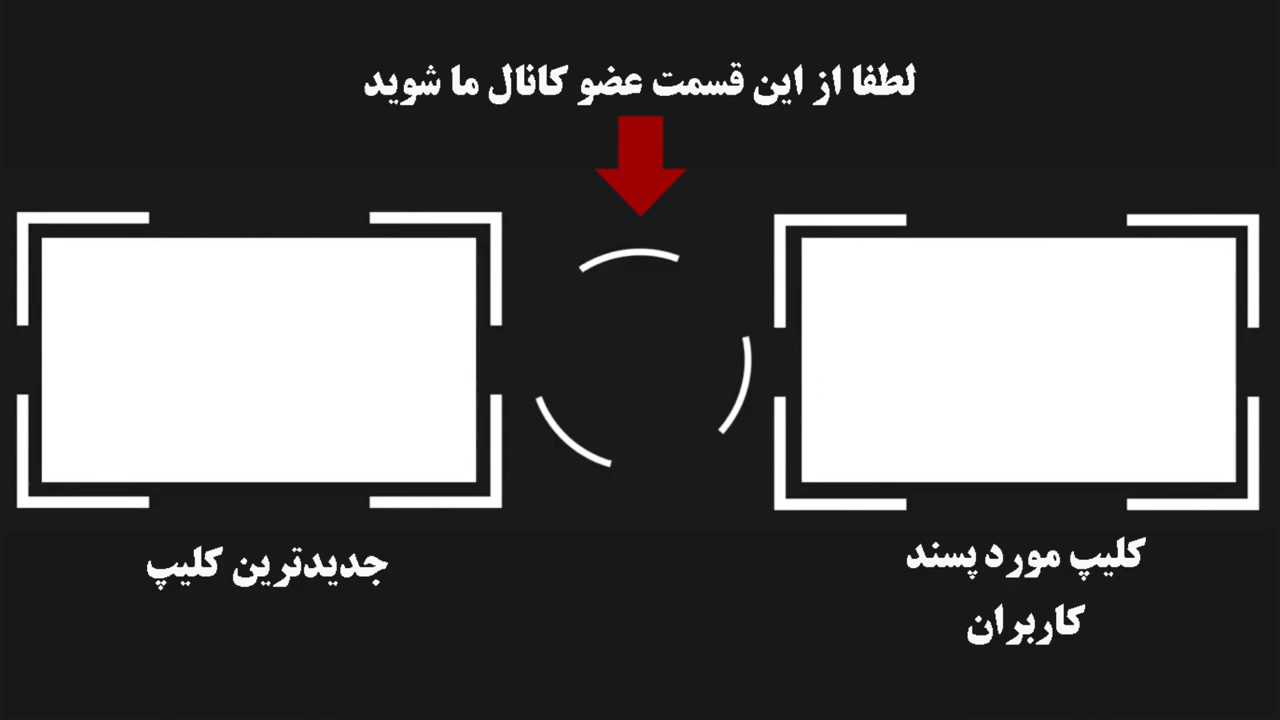 لطفا از این قسمت عضو کانال ما شوید
کلیپ مورد پسند
کاربران
جدیدترین کلیپ